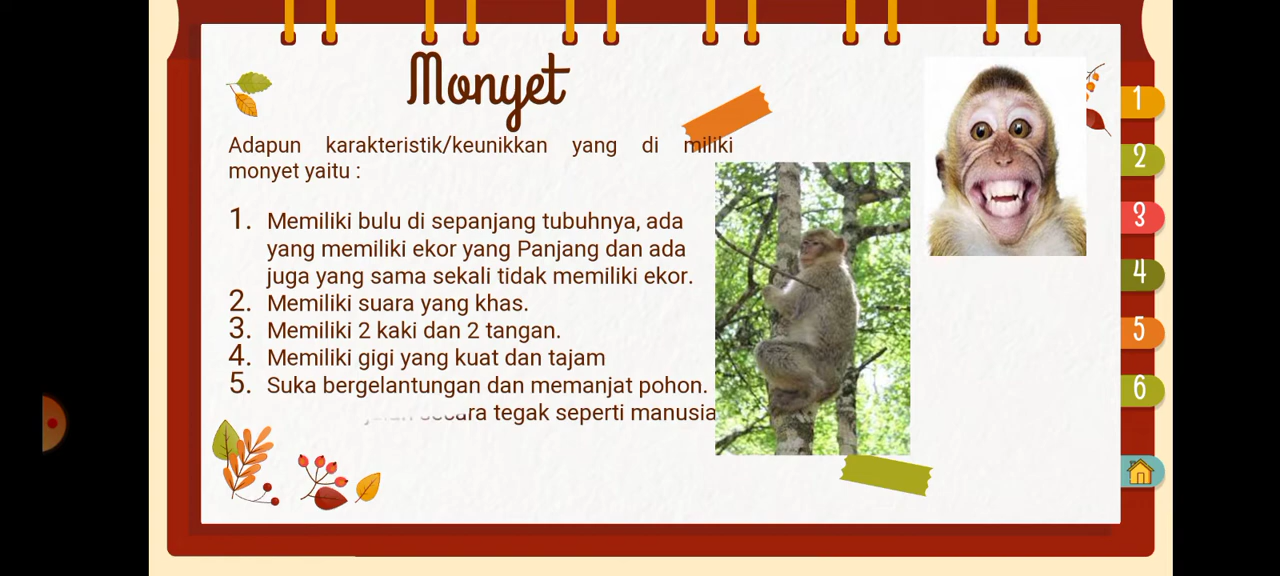 Monyet
Adapun karakteristik/keunikkan yang di miliki
monyet yaitu :
1. Memiliki bulu di sepanjang tubuhnya, ada
yang memiliki ekor yang Panjang dan ada
juga yang sama sekali tidak memiliki ekor.
2. Memiliki suara yang khas.
3. Memiliki 2 kaki dan 2 tangan.
4. Memiliki gigi yang kuat dan tajam
5. Suka bergelantungan dan memanjat pohon.
secara tegak seperti manusia
1
2
3
4
5
6